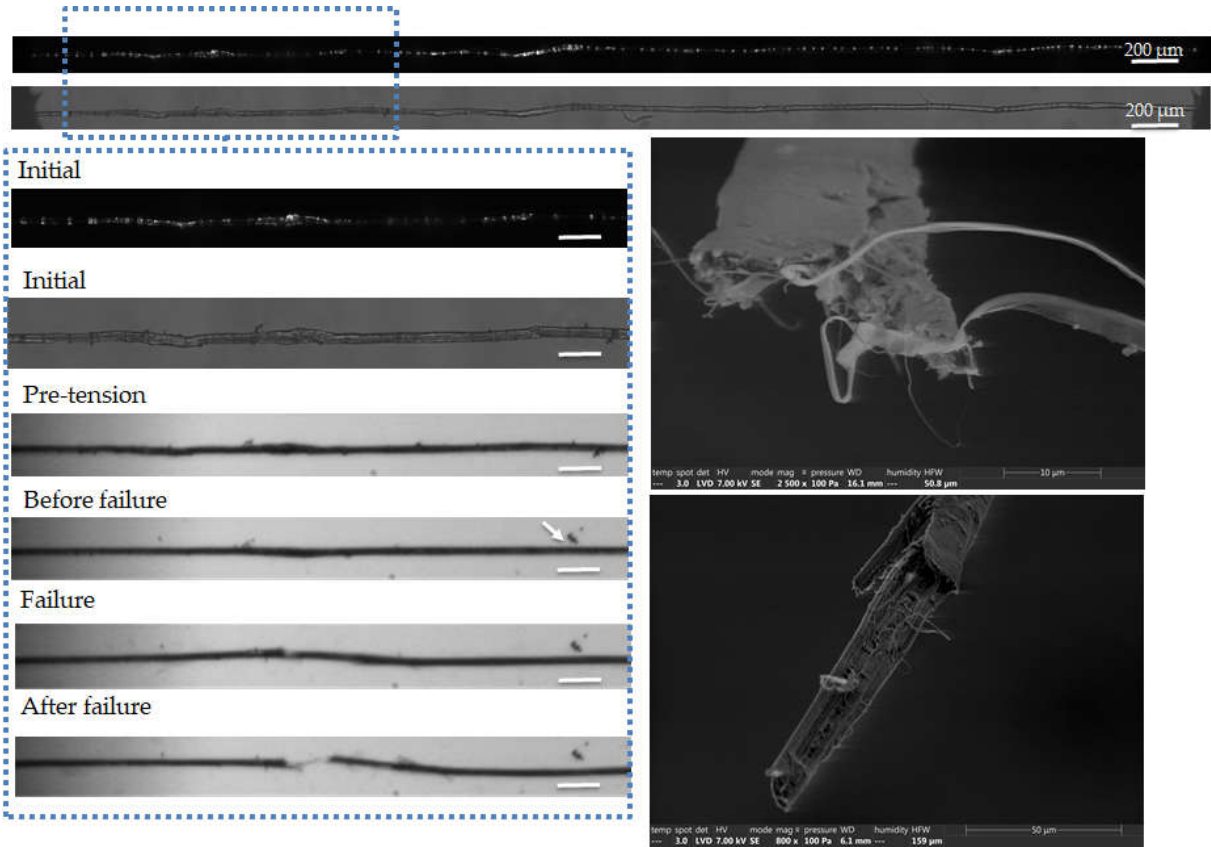 200 µm
200 µm
Initial
Initial
Pre-tension
Before failure
Failure
After failure
temp spot det HV mode mag ≡ pressure WD humidity HFW
--- 3.0 LVD 7.00 kV SE 2 500 x 100 Pa 16.1 mm --- 50.8 µm
10 µm
temp spot det HV mode mag ≡ pressure WD humidity HFW
--- 3.0 LVD 7.00 kV SE 800 x 100 Pa 6.1 mm --- 159 µm
50 µm